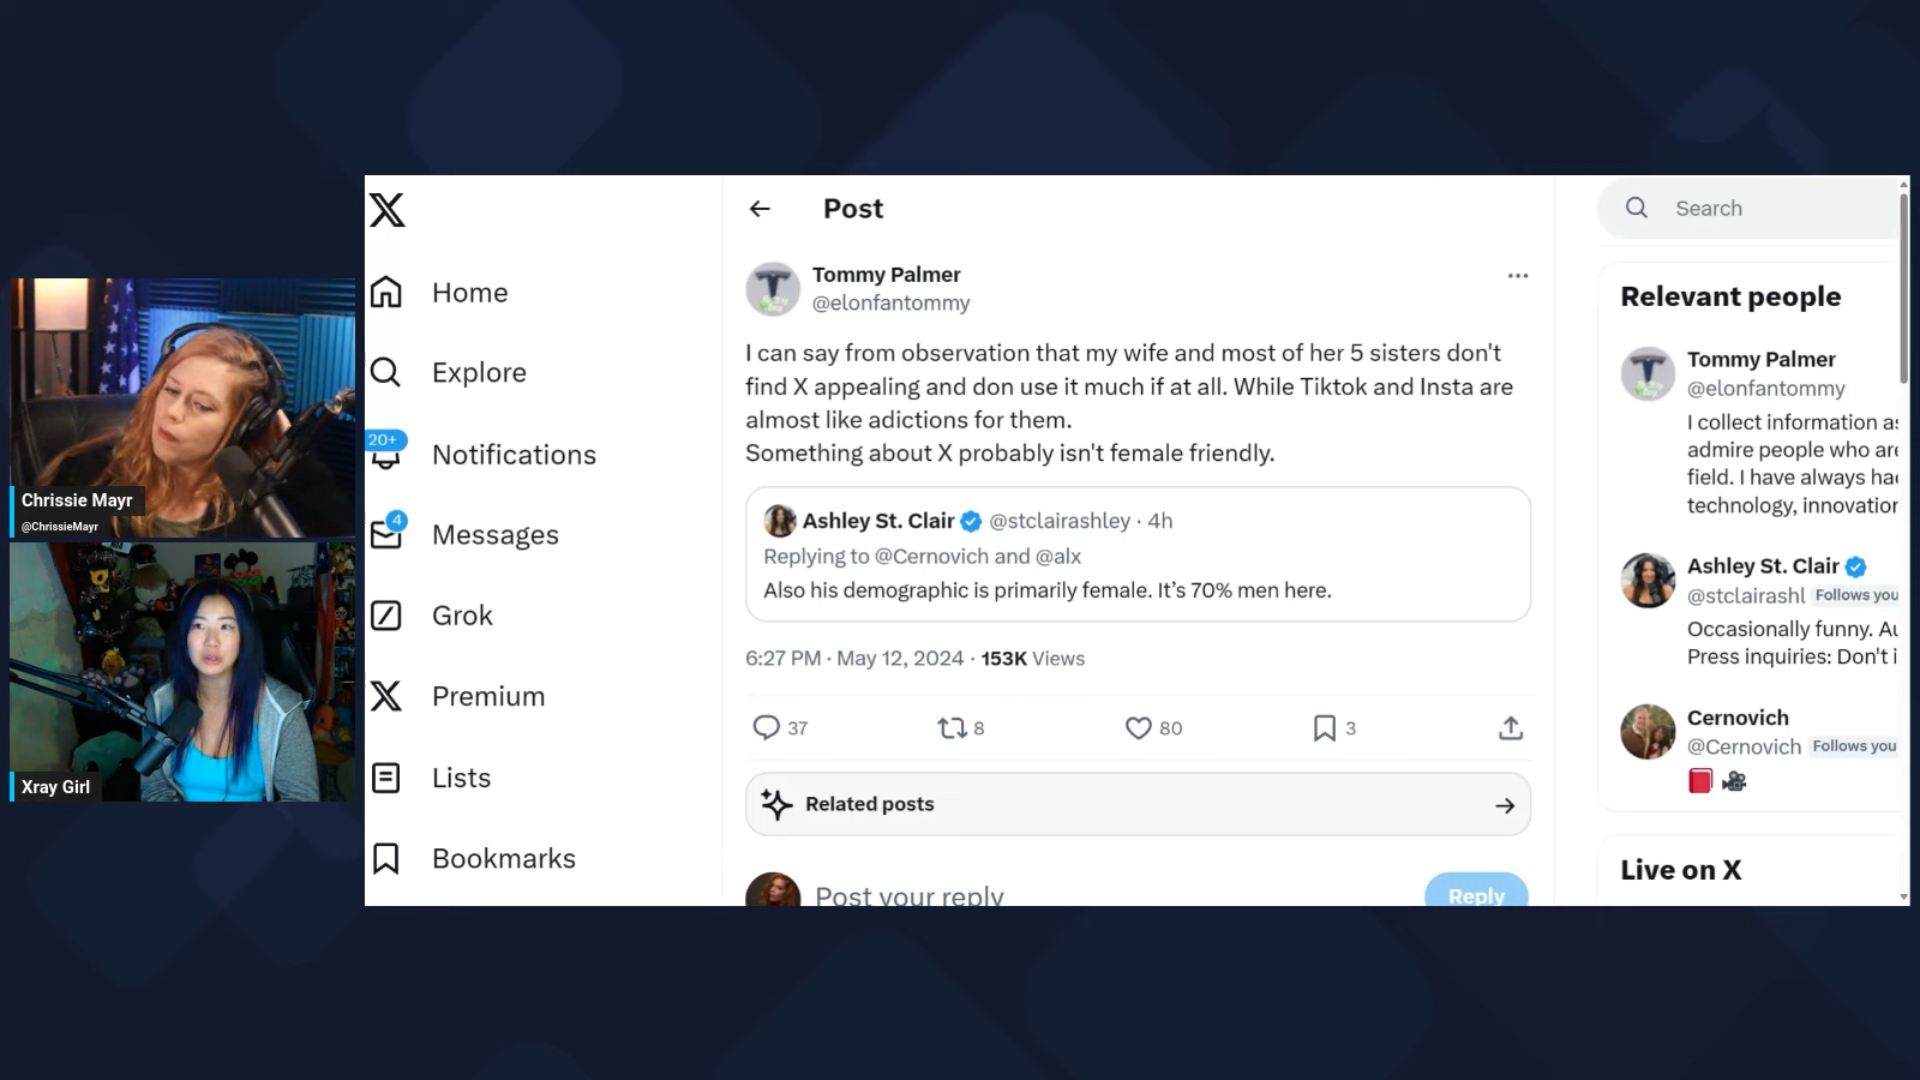 Chrissie Mayr
@ChrissieMayr
Xray Girl
X
Home
Explore
20+
Notifications
4
Messages
Grok
Premium
Lists
Bookmarks
Post
Tommy Palmer
@elonfantommy
I can say from observation that my wife and most of her 5 sisters don't
find X appealing and don use it much if at all. While Tiktok and Insta are
almost like adictions for them.
Something about X probably isn't female friendly.
Ashley St. Clair @stclairashley · 4h
Replying to @Cernovich and @alx
Also his demographic is primarily female. It’s 70% men here.
6:27 PM · May 12, 2024 · 153K Views
37 8 80 3
Related posts
Post your reply
Reply
Search
Relevant people
Tommy Palmer
@elonfantommy
I collect information as
admire people who are
field. I have always ha
technology, innovation
Ashley St. Clair
@stclairashl Follows you
Occasionally funny. Au
Press inquiries: Don't i
Cernovich
@Cernovich Follows you
Live on X